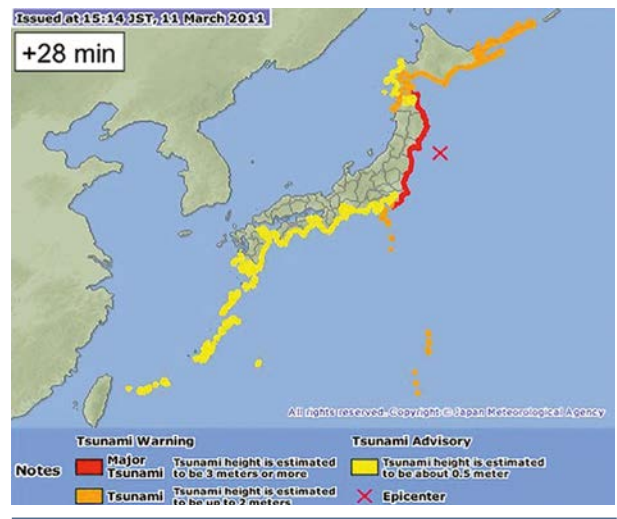 Issued at 15:14 JST, 11 March 2011
+28 min
All rights reserved. Copyright © Japan Meteorological Agency
Tsunami Warning
Tsunami Advisory
Notes
Major Tsunami
Tsunami height is estimated
to be 3 meters or more
Tsunami height is estimated
to be about 0.5 meter
Tsunami
Tsunami height is estimated
to be up to 2 meters
Epicenter